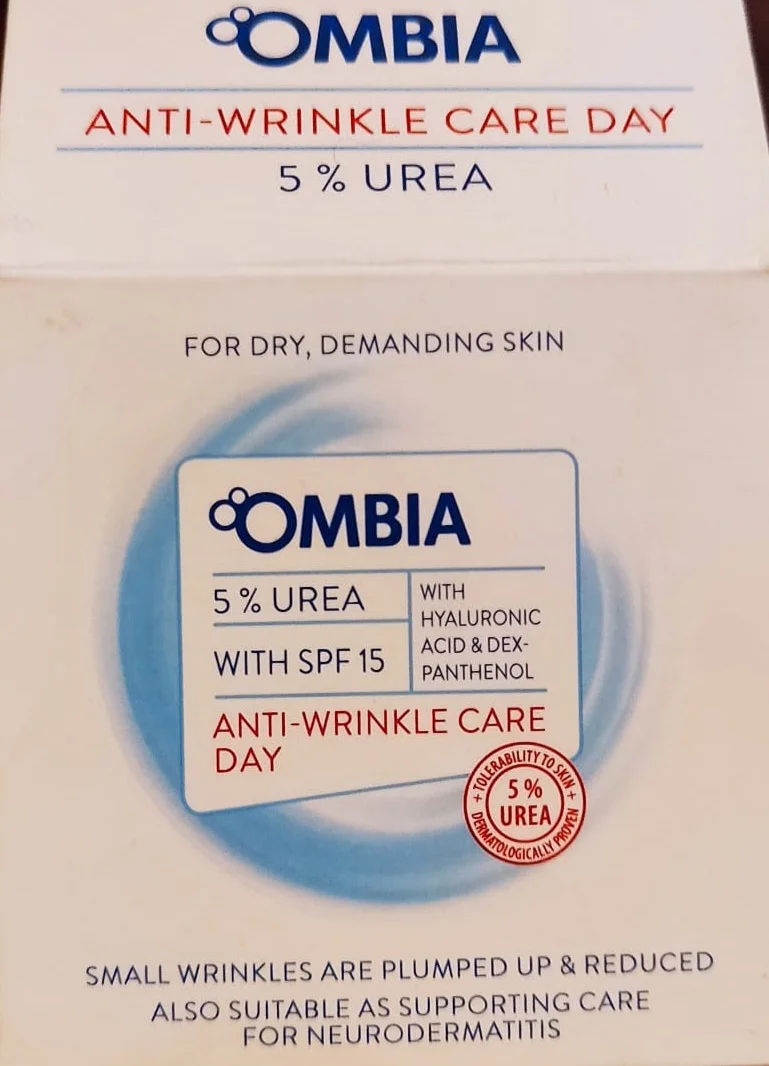 OMBIA
ANTI-WRINKLE CARE DAY
5 % UREA
FOR DRY, DEMANDING SKIN
OMBIA
5 % UREA
WITH SPF 15
WITH
HYALURONIC
ACID & DEX-
PANTHENOL
ANTI-WRINKLE CARE
DAY
+ TOLERABILITY TO SKIN +
5 %
UREA
DERMATOLOGICALLY PROVEN
SMALL WRINKLES ARE PLUMPED UP & REDUCED
ALSO SUITABLE AS SUPPORTING CARE
FOR NEURODERMATITIS